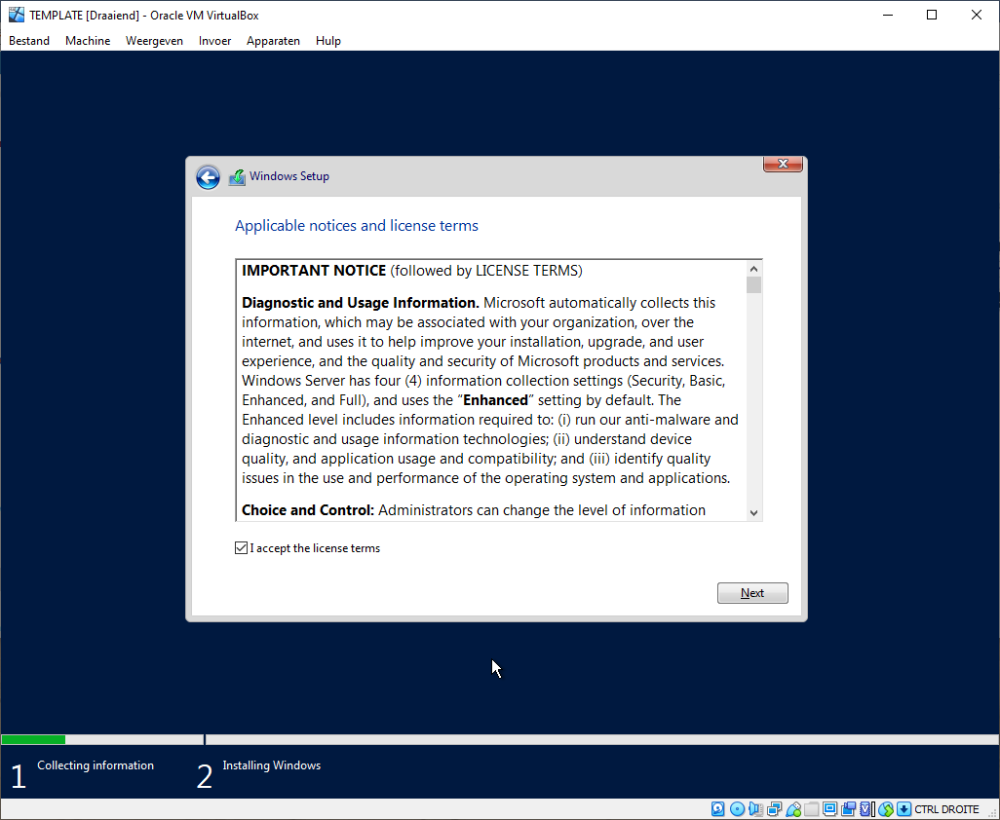 TEMPLATE [Draaiend] - Oracle VM VirtualBox
Bestand Machine Weergeven Invoer Apparaten Hulp
Windows Setup
Applicable notices and license terms
IMPORTANT NOTICE (followed by LICENSE TERMS)
Diagnostic and Usage Information. Microsoft automatically collects this
information, which may be associated with your organization, over the
internet, and uses it to help improve your installation, upgrade, and user
experience, and the quality and security of Microsoft products and services.
Windows Server has four (4) information collection settings (Security, Basic,
Enhanced, and Full), and uses the “Enhanced” setting by default. The
Enhanced level includes information required to: (i) run our anti-malware and
diagnostic and usage information technologies; (ii) understand device
quality, and application usage and compatibility; and (iii) identify quality
issues in the use and performance of the operating system and applications.
Choice and Control: Administrators can change the level of information
I accept the license terms
Next
1 Collecting information 2 Installing Windows
CTRL DROITE